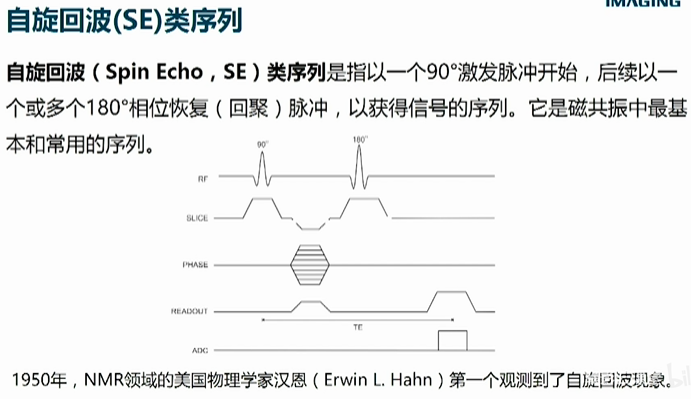 IMAGING
自旋回波(SE)类序列
自旋回波（Spin Echo，SE）类序列是指以一个90°激发脉冲开始，后续以一
个或多个180°相位恢复（回聚）脉冲，以获得信号的序列。它是磁共振中最基
本和常用的序列。
90°
180°
RF
SLICE
PHASE
READOUT
TE
ADC
1950年，NMR领域的美国物理学家汉恩（Erwin L. Hahn）第一个观测到了自旋回波现象。